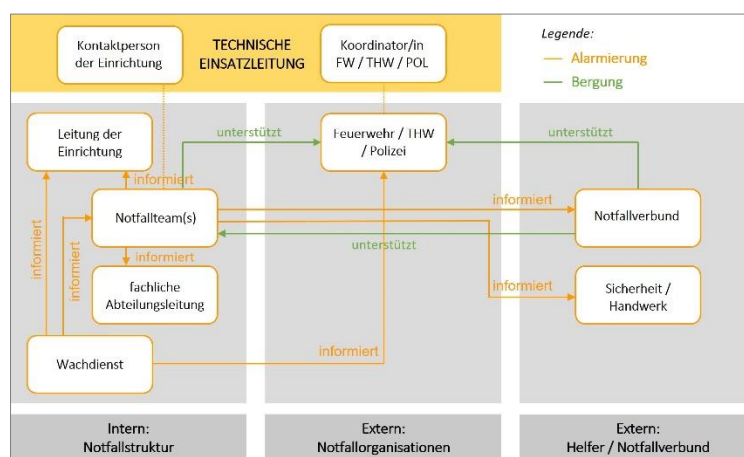 Kontaktperson
der Einrichtung
TECHNISCHE
EINSATZLEITUNG
Koordinator/in
FW / THW / POL
Legende:
Alarmierung
Bergung
Leitung der
Einrichtung
unterstützt
Feuerwehr / THW
/ Polizei
unterstützt
informiert
Notfallteam(s)
informiert
Notfallverbund
informiert
informiert
informiert
unterstützt
informiert
fachliche
Abteilungsleitung
Sicherheit /
Handwerk
Wachdienst
informiert
Intern:
Notfallstruktur
Extern:
Notfallorganisationen
Extern:
Helfer / Notfallverbund